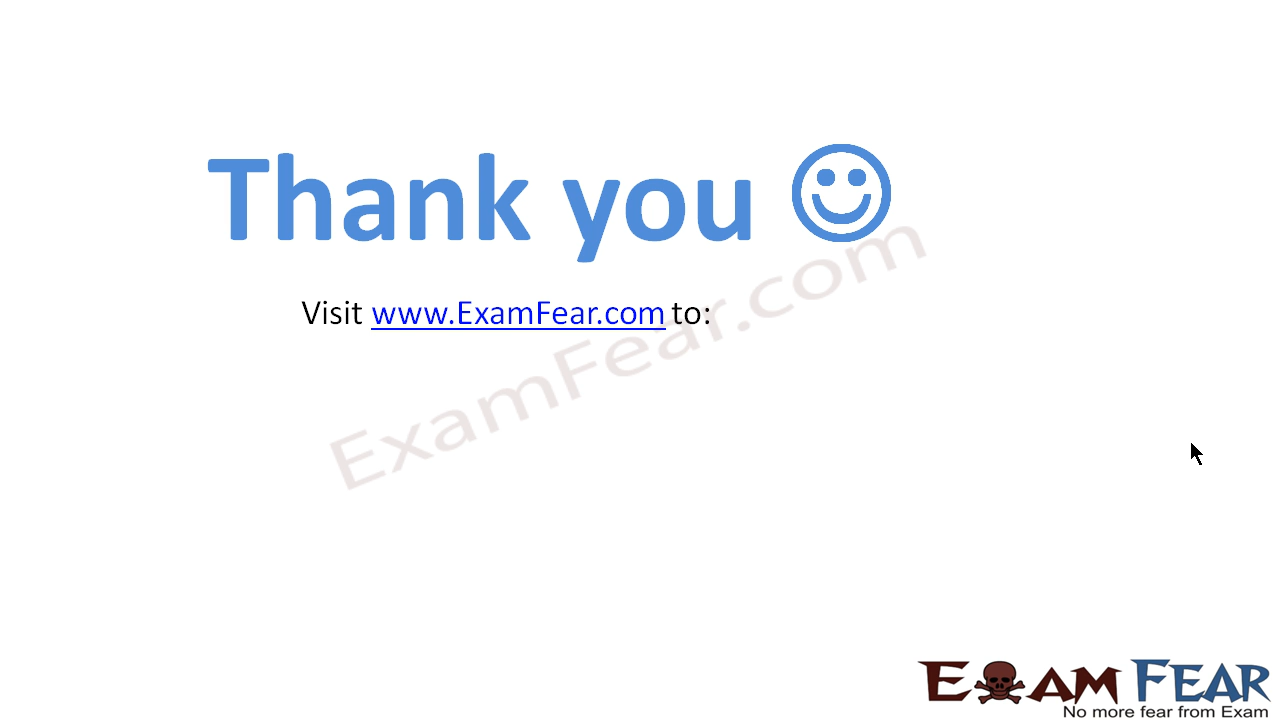 Thank you ☺
Visit www.ExamFear.com to:
ExamFear.com
EXAM FEAR
No more fear from Exam